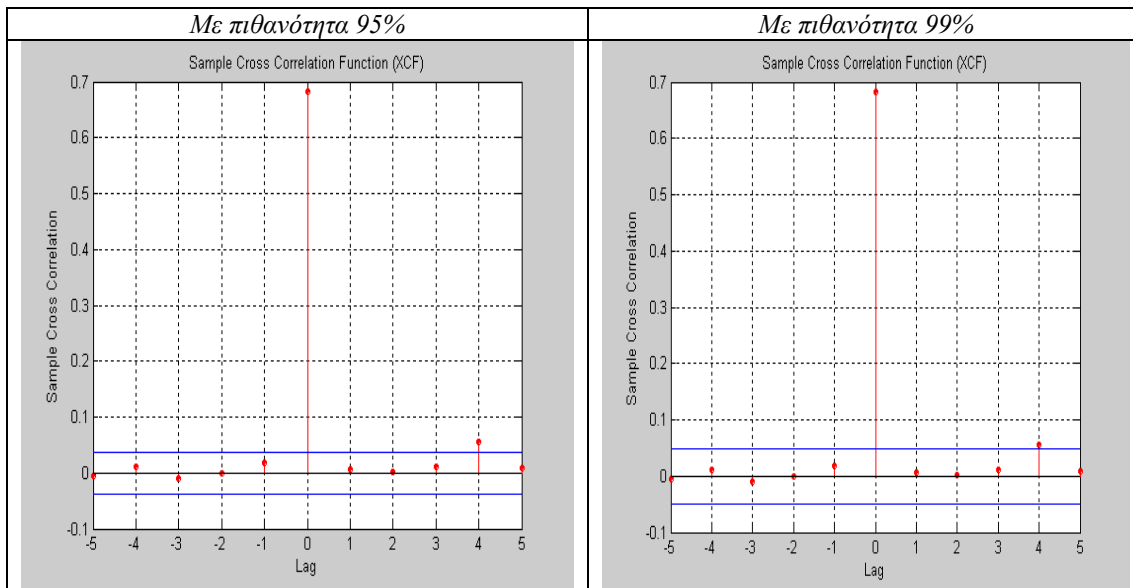 Με πιθανότητα 95%
Με πιθανότητα 99%
Sample Cross Correlation Function (XCF)
0.7
0.6
0.5
0.4
0.3
0.2
0.1
0
-0.1
Sample Cross Correlation
-5 -4 -3 -2 -1 0 1 2 3 4 5
Lag
Sample Cross Correlation Function (XCF)
0.7
0.6
0.5
0.4
0.3
0.2
0.1
0
-0.1
Sample Cross Correlation
-5 -4 -3 -2 -1 0 1 2 3 4 5
Lag